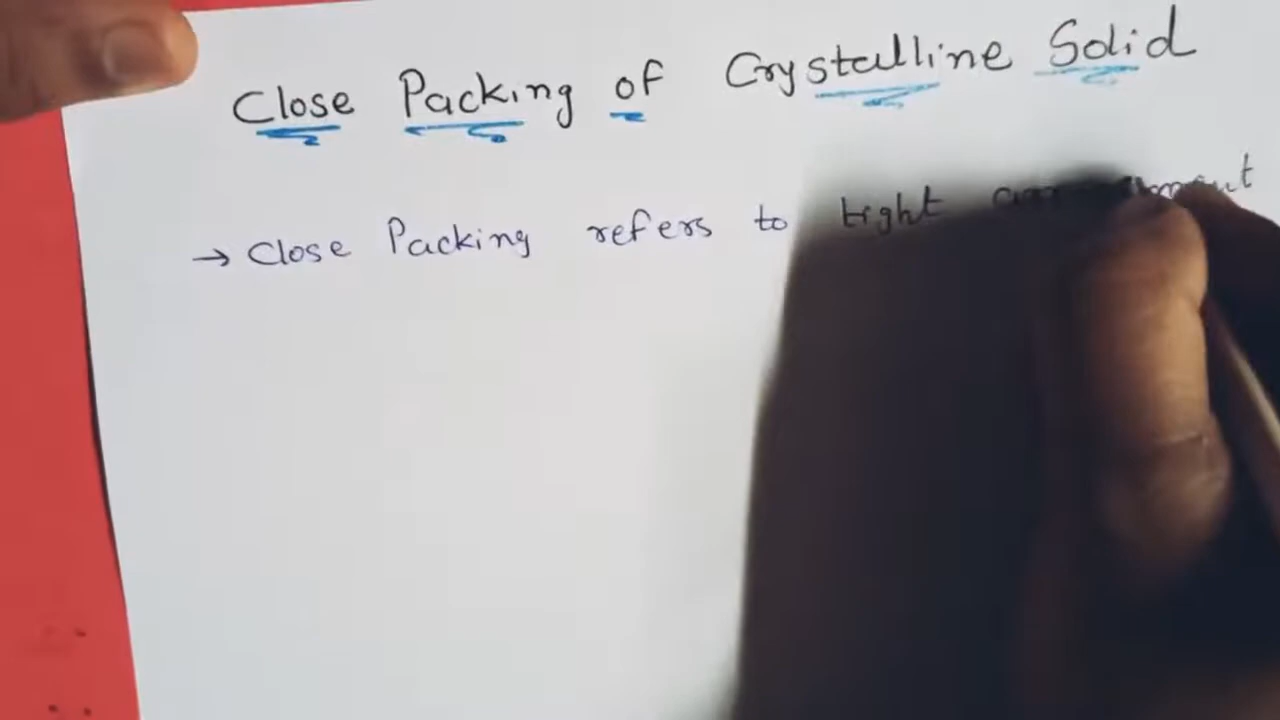 Close Packing of Crystalline Solid
→ Close Packing refers to tight